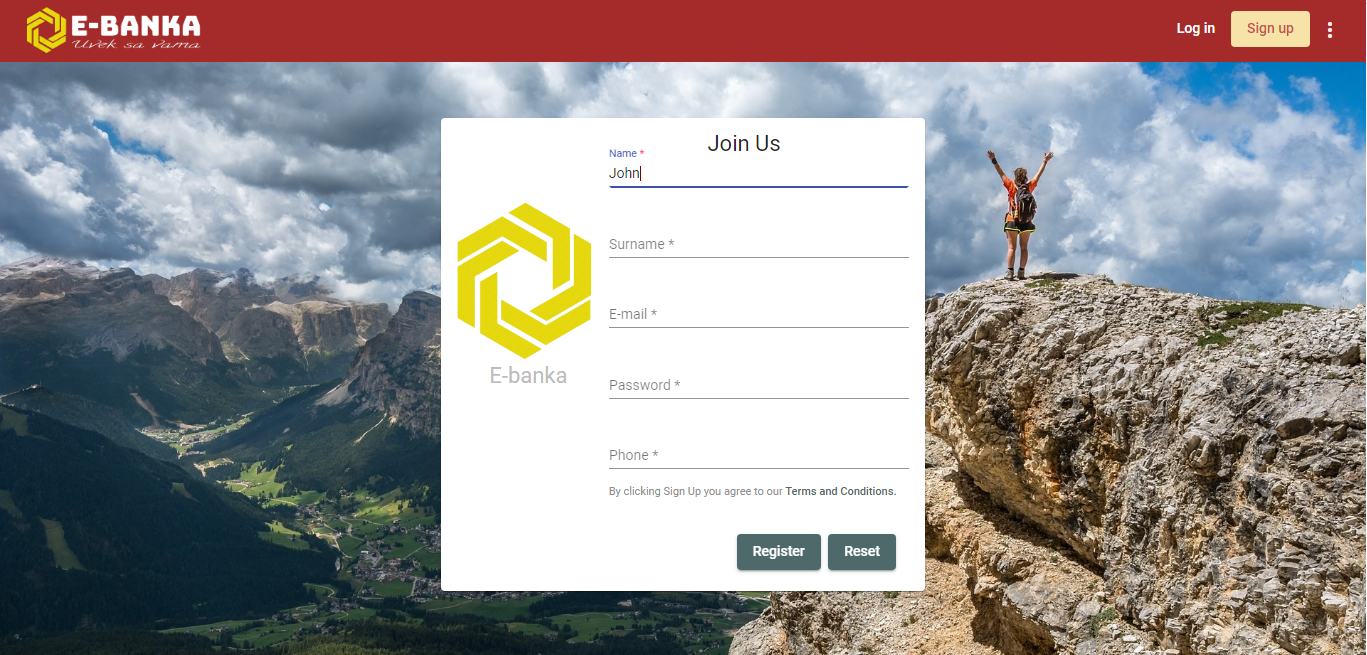 E-BANKA
Uvek sa vama
Log in
Sign up
Join Us
Name *
John
Surname *
E-mail *
E-banka
Password *
Phone *
By clicking Sign Up you agree to our Terms and Conditions.
Register
Reset